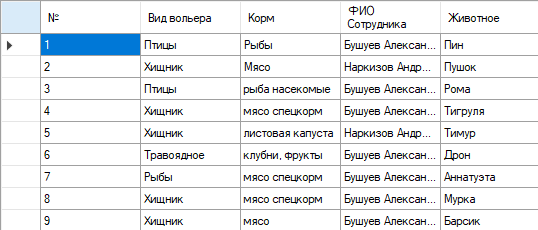 № Вид вольера Корм ФИО Сотрудника Животное
1 Птицы Рыбы Бушуев Алексан... Пин
2 Хищник Мясо Наркизов Андр... Пушок
3 Птицы рыба насекомые Бушуев Алексан... Рома
4 Хищник мясо спецкорм Бушуев Алексан... Тигруля
5 Хищник листовая капуста Наркизов Андр... Тимур
6 Травоядное клубни, фрукты Бушуев Алексан... Дрон
7 Рыбы мясо спецкорм Бушуев Алексан... Аннатуэта
8 Хищник мясо спецкорм Бушуев Алексан... Мурка
9 Хищник мясо Бушуев Алексан... Барсик